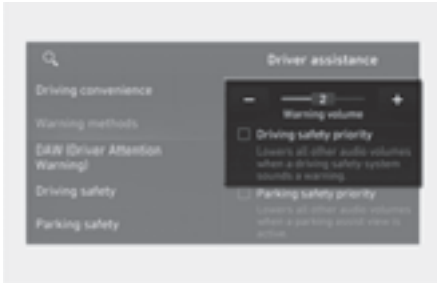 Driver assistance
Driving convenience
Warning methods
DAW (Driver Attention
Warning)
Driving safety
Parking safety
− 2 +
Warning volume
Driving safety priority
Lowers all other audio volumes
when a driving safety system
sounds a warning.
Parking safety priority
Lowers all other audio volumes
when a parking assist view is
active.